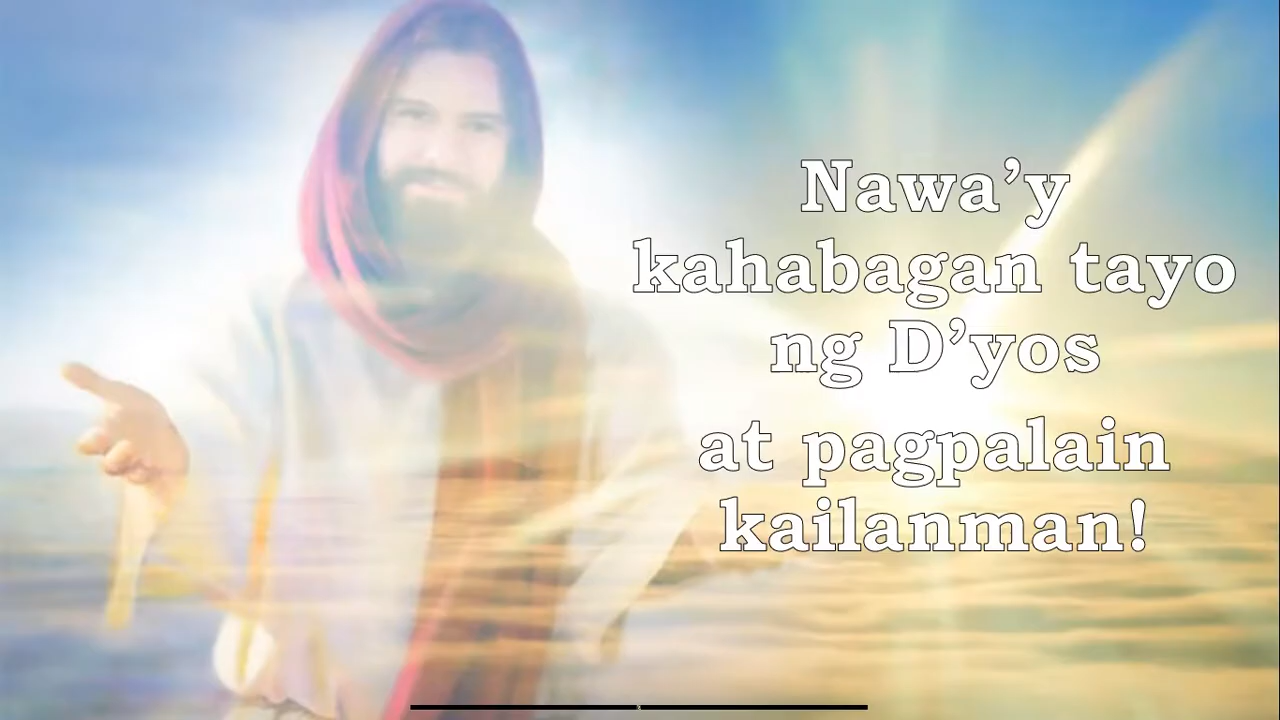 Nawa’y
kahabagan tayo
ng D’yos
at pagpalain
kailanman!